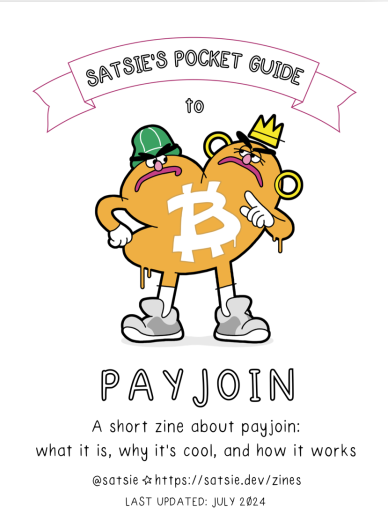 SATSIE'S POCKET GUIDE
to
₿
PAYJOIN
A short zine about payjoin:
what it is, why it's cool, and how it works
@satsie ☆ https://satsie.dev/zines
LAST UPDATED: JULY 2024